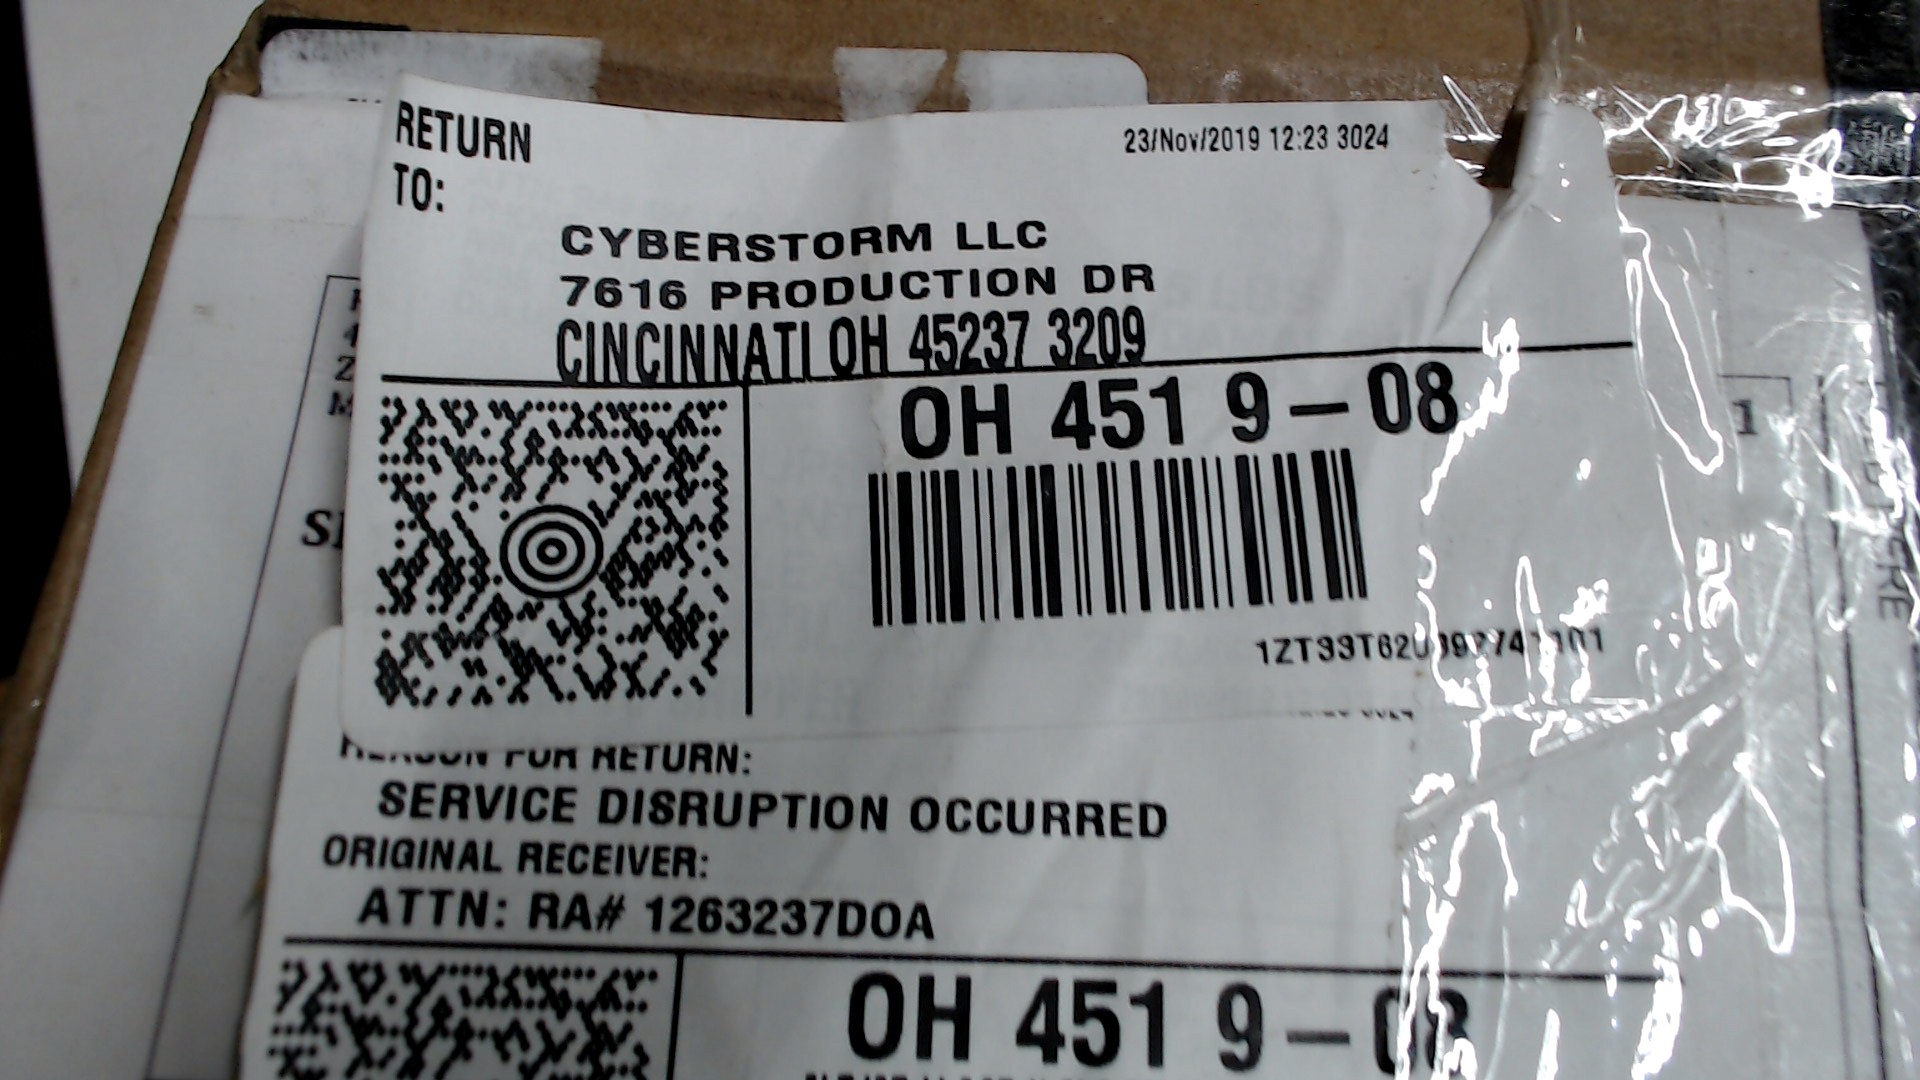 RETURN
TO:
23/Nov/2019 12:23 3024
CYBERSTORM LLC
7616 PRODUCTION DR
CINCINNATI OH 45237 3209
OH 451 9-08
REASON FOR RETURN:
SERVICE DISRUPTION OCCURRED
ORIGINAL RECEIVER:
ATTN: RA# 1263237DOA
OH 451 9-08
1